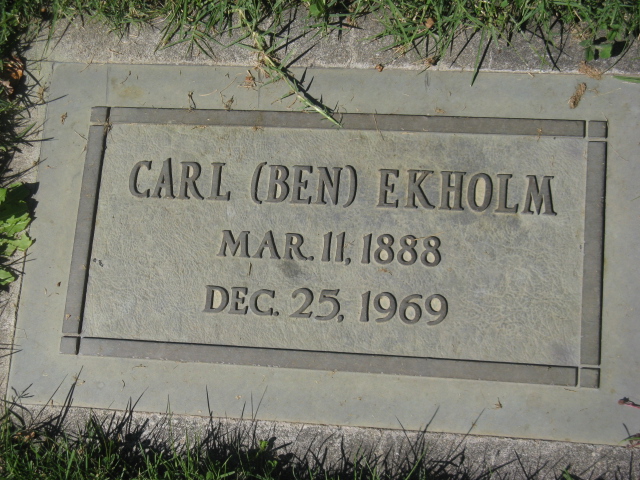 CARL (BEN) EKHOLM
MAR. 11, 1888
DEC. 25, 1969